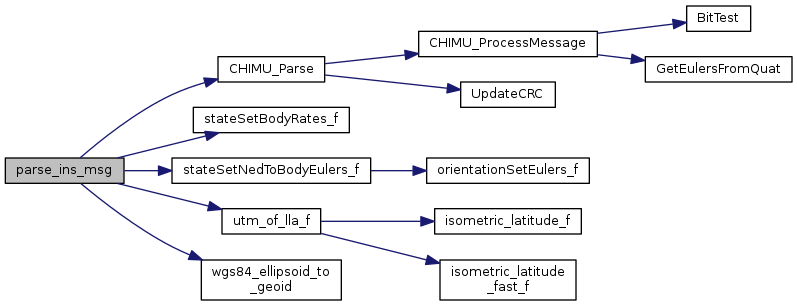 BitTest
CHIMU_ProcessMessage
CHIMU_Parse
GetEulersFromQuat
UpdateCRC
stateSetBodyRates_f
parse_ins_msg
stateSetNedToBodyEulers_f
orientationSetEulers_f
utm_of_lla_f
isometric_latitude_f
wgs84_ellipsoid_to
_geoid
isometric_latitude
_fast_f